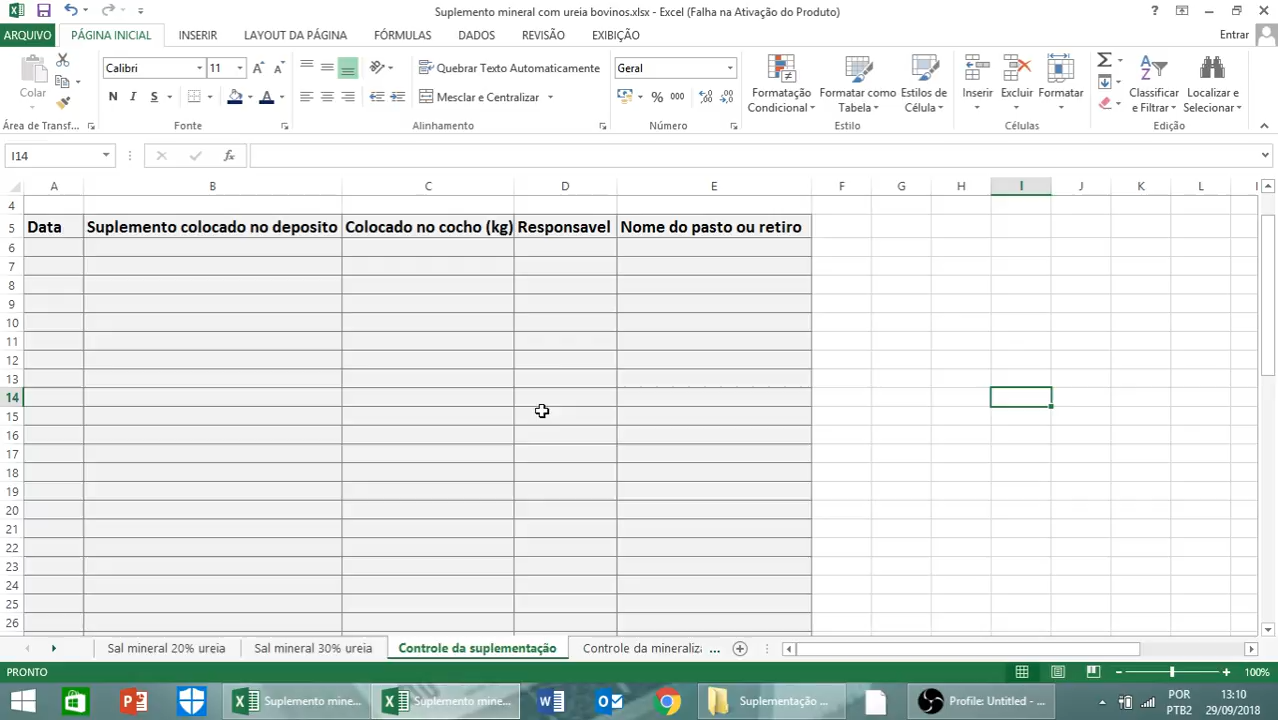 Suplemento mineral com ureia bovinos.xlsx - Excel (Falha na Ativação do Produto)
ARQUIVO PÁGINA INICIAL INSERIR LAYOUT DA PÁGINA FÓRMULAS DADOS REVISÃO EXIBIÇÃO Entrar
Colar
Calibri 11
Quebrar Texto Automaticamente
Geral
N I S
Mesclar e Centralizar
% 000
Formatação Condicional
Formatar como Tabela
Estilos de Célula
Inserir Excluir Formatar
Classificar e Filtrar
Localizar e Selecionar
Área de Transf... Fonte Alinhamento Número Estilo Células Edição
I14 fx
A B C D E F G H I J K L
4
5 Data Suplemento colocado no deposito Colocado no cocho (kg) Responsavel Nome do pasto ou retiro
6
7
8
9
10
11
12
13
14
15
16
17
18
19
20
21
22
23
24
25
26
Sal mineral 20% ureia Sal mineral 30% ureia Controle da suplementação Controle da mineraliza ...
PRONTO 100%
Suplemento mine... Suplemento mine... Suplementação ... Profile: Untitled - ...
POR 13:10
PTB2 29/09/2018